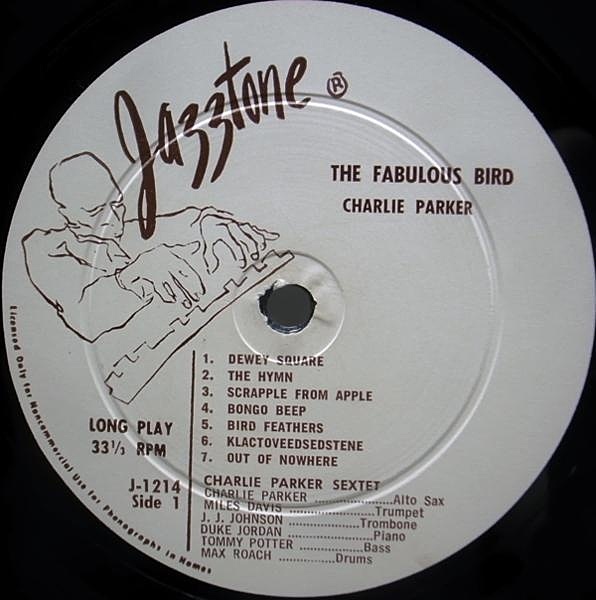 Jazztone ®
THE FABULOUS BIRD
CHARLIE PARKER
1. DEWEY SQUARE
2. THE HYMN
3. SCRAPPLE FROM APPLE
4. BONGO BEEP
5. BIRD FEATHERS
6. KLACTOVEEDSEDSTENE
7. OUT OF NOWHERE
LONG PLAY
33⅓ RPM
J-1214
Side 1
CHARLIE PARKER SEXTET
CHARLIE PARKER ......................Alto Sax
MILES DAVIS ........................Trumpet
J. J. JOHNSON ....................Trombone
DUKE JORDAN ........................Piano
TOMMY POTTER ..................Bass
MAX ROACH ................Drums
Licensed Only for Noncommercial Use for Phonographs in Homes